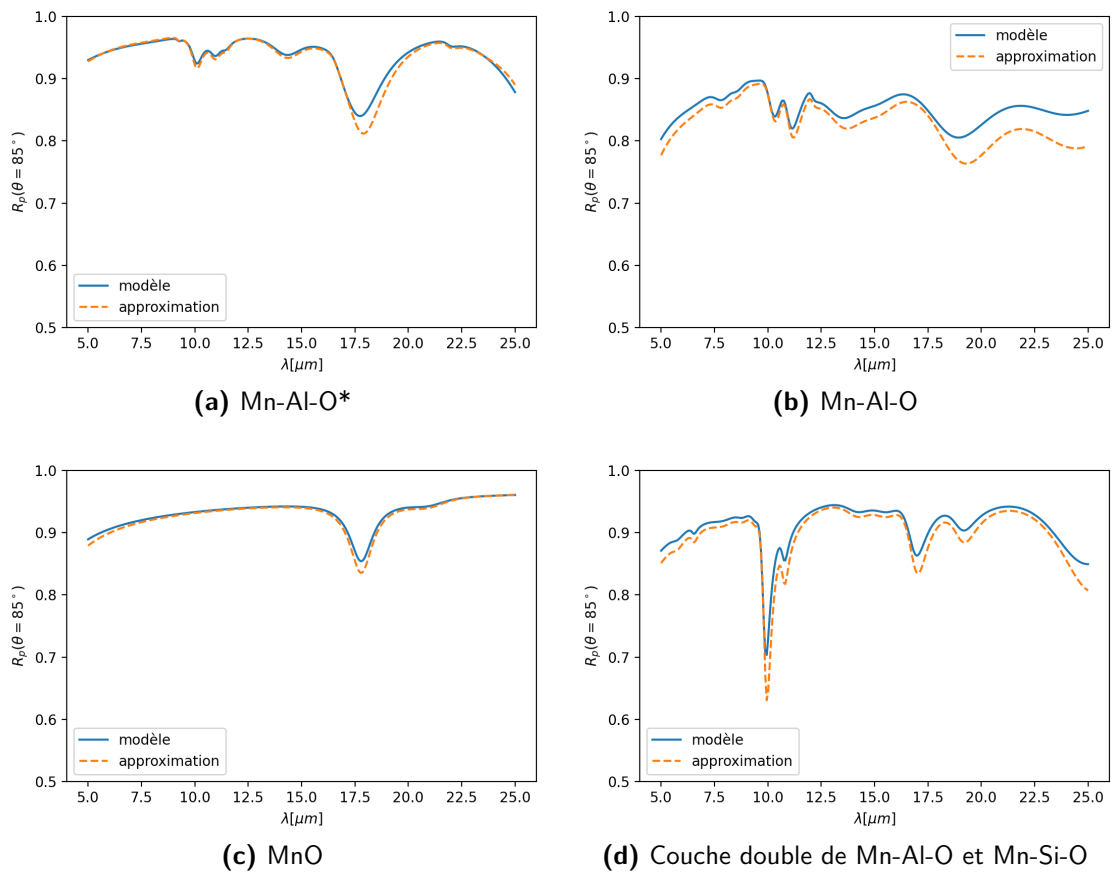 1.0
0.9
0.8
0.7
0.6
0.5
R_p(θ = 85°)
modèle
approximation
5.0 7.5 10.0 12.5 15.0 17.5 20.0 22.5 25.0
λ[μm]
(a) Mn-Al-O*
1.0
0.9
0.8
0.7
0.6
0.5
R_p(θ = 85°)
modèle
approximation
5.0 7.5 10.0 12.5 15.0 17.5 20.0 22.5 25.0
λ[μm]
(b) Mn-Al-O
1.0
0.9
0.8
0.7
0.6
0.5
R_p(θ = 85°)
modèle
approximation
5.0 7.5 10.0 12.5 15.0 17.5 20.0 22.5 25.0
λ[μm]
(c) MnO
1.0
0.9
0.8
0.7
0.6
0.5
R_p(θ = 85°)
modèle
approximation
5.0 7.5 10.0 12.5 15.0 17.5 20.0 22.5 25.0
λ[μm]
(d) Couche double de Mn-Al-O et Mn-Si-O